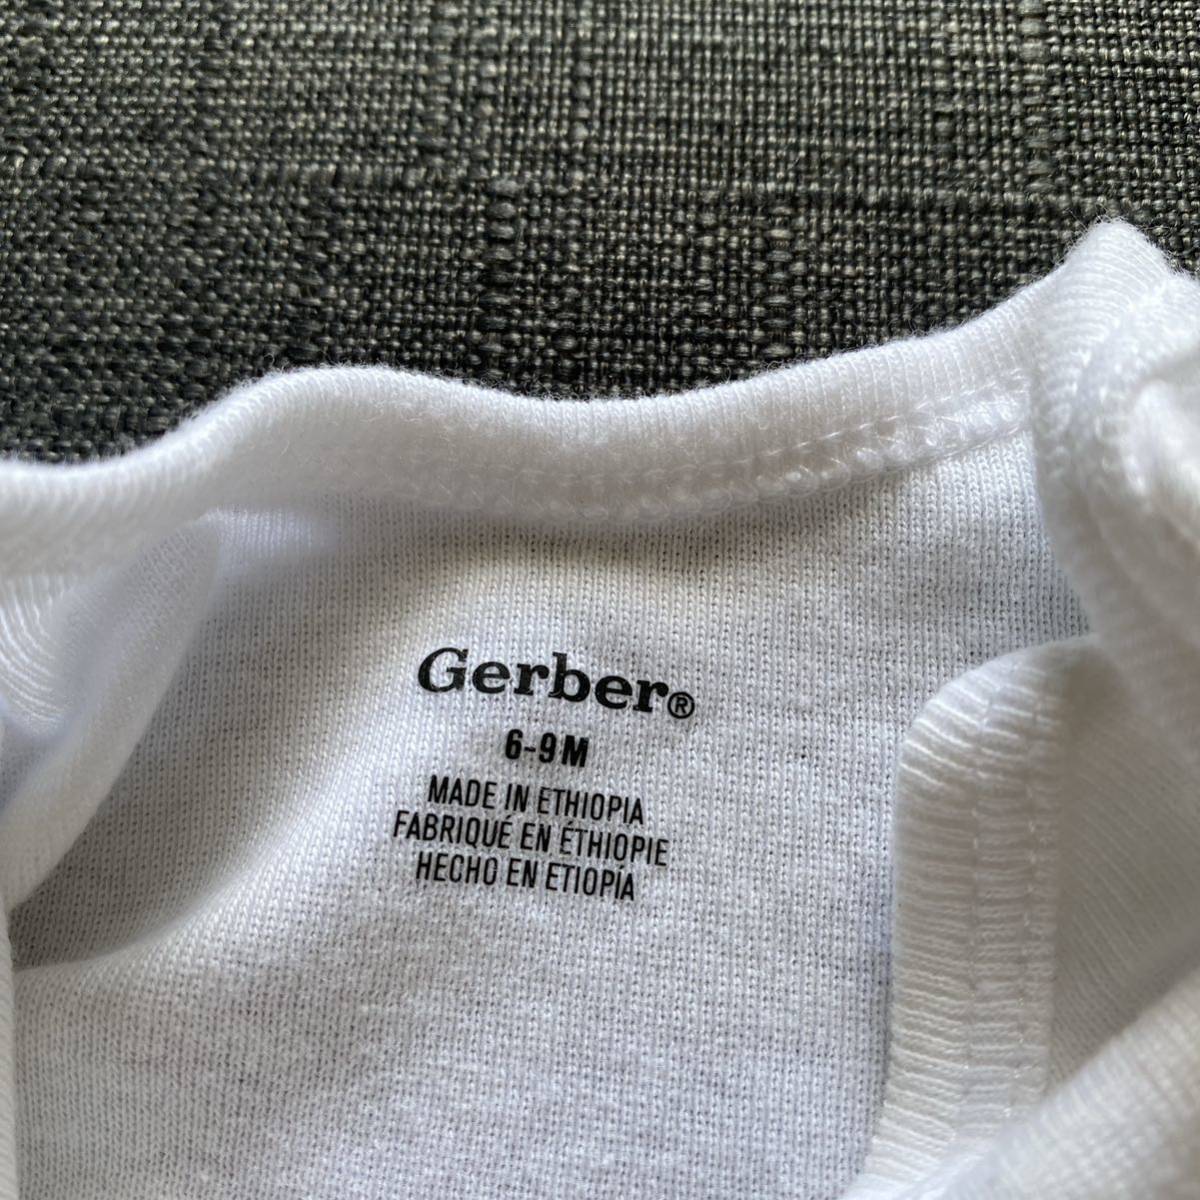 Gerber®
6-9M
MADE IN ETHIOPIA
FABRIQUÉ EN ÉTHIOPIE
HECHO EN ETIOPÍA